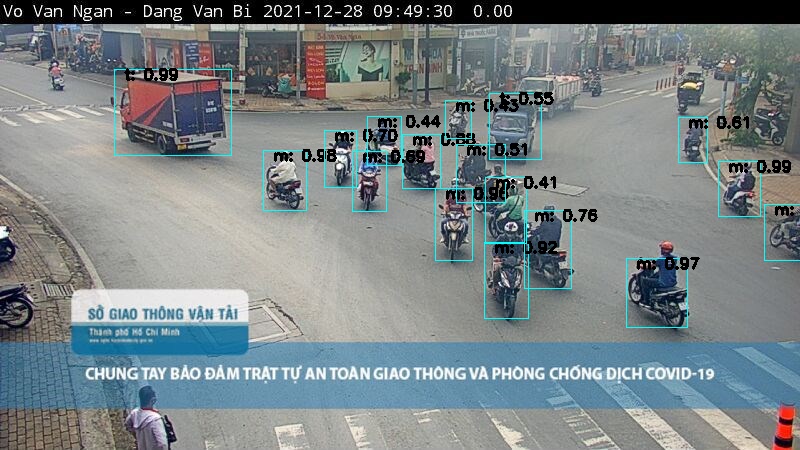 Vo Van Ngan - Dang Van Bi 2021-12-28 09:49:30 0.00
t: 0.99
m: 0.44
m: 0.55
m: 0.70
m: 0.61
m: 0.98
m: 0.69
m: 0.51
m: 0.99
m: 0.41
m: 0.76
m:
m: 0.92
m: 0.97
SỞ GIAO THÔNG VẬN TẢI
Thành phố Hồ Chí Minh
CHUNG TAY BẢO ĐẢM TRẬT TỰ AN TOÀN GIAO THÔNG VÀ PHÒNG CHỐNG DỊCH COVID-19